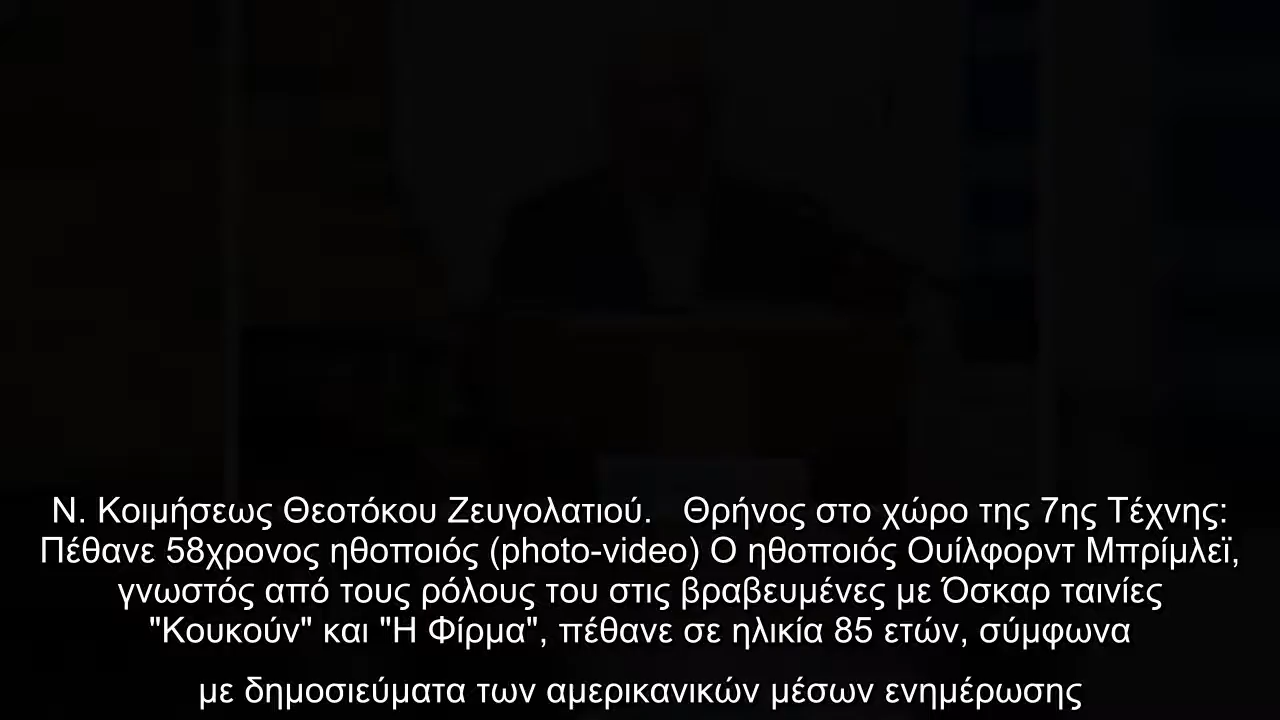 Ν. Κοιμήσεως Θεοτόκου Ζευγολατιού.   Θρήνος στο χώρο της 7ης Τέχνης:
Πέθανε 58χρονος ηθοποιός (photo-video) Ο ηθοποιός Ουίλφορντ Μπρίμλεϊ,
γνωστός από τους ρόλους του στις βραβευμένες με Όσκαρ ταινίες
"Κουκούν" και "Η Φίρμα", πέθανε σε ηλικία 85 ετών, σύμφωνα
με δημοσιεύματα των αμερικανικών μέσων ενημέρωσης